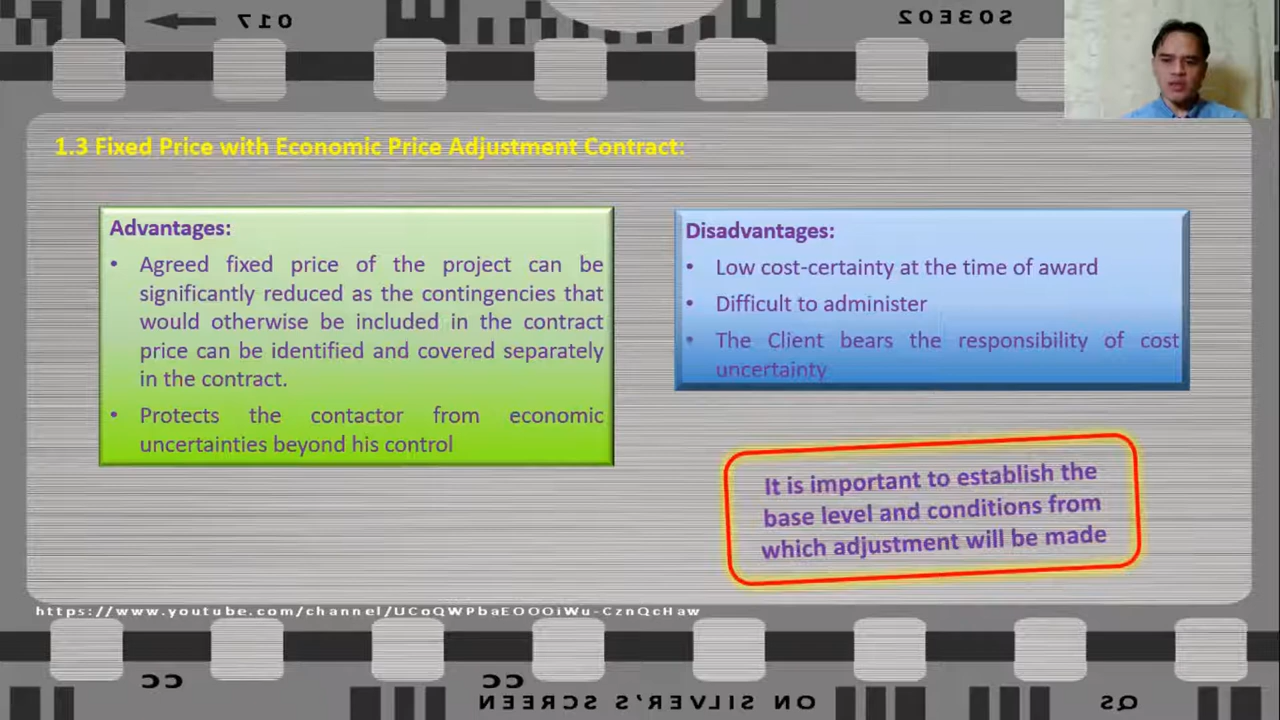 017
S03E02
1.3 Fixed Price with Economic Price Adjustment Contract:
Advantages:
• Agreed fixed price of the project can be
significantly reduced as the contingencies that
would otherwise be included in the contract
price can be identified and covered separately
in the contract.
• Protects the contactor from economic
uncertainties beyond his control
Disadvantages:
• Low cost-certainty at the time of award
• Difficult to administer
• The Client bears the responsibility of cost
uncertainty
It is important to establish the
base level and conditions from
which adjustment will be made
https://www.youtube.com/channel/UCoQWPbaEOOOiWu-CznQcHaw
CC
CC
ON SILVER'S SCREEN
QS